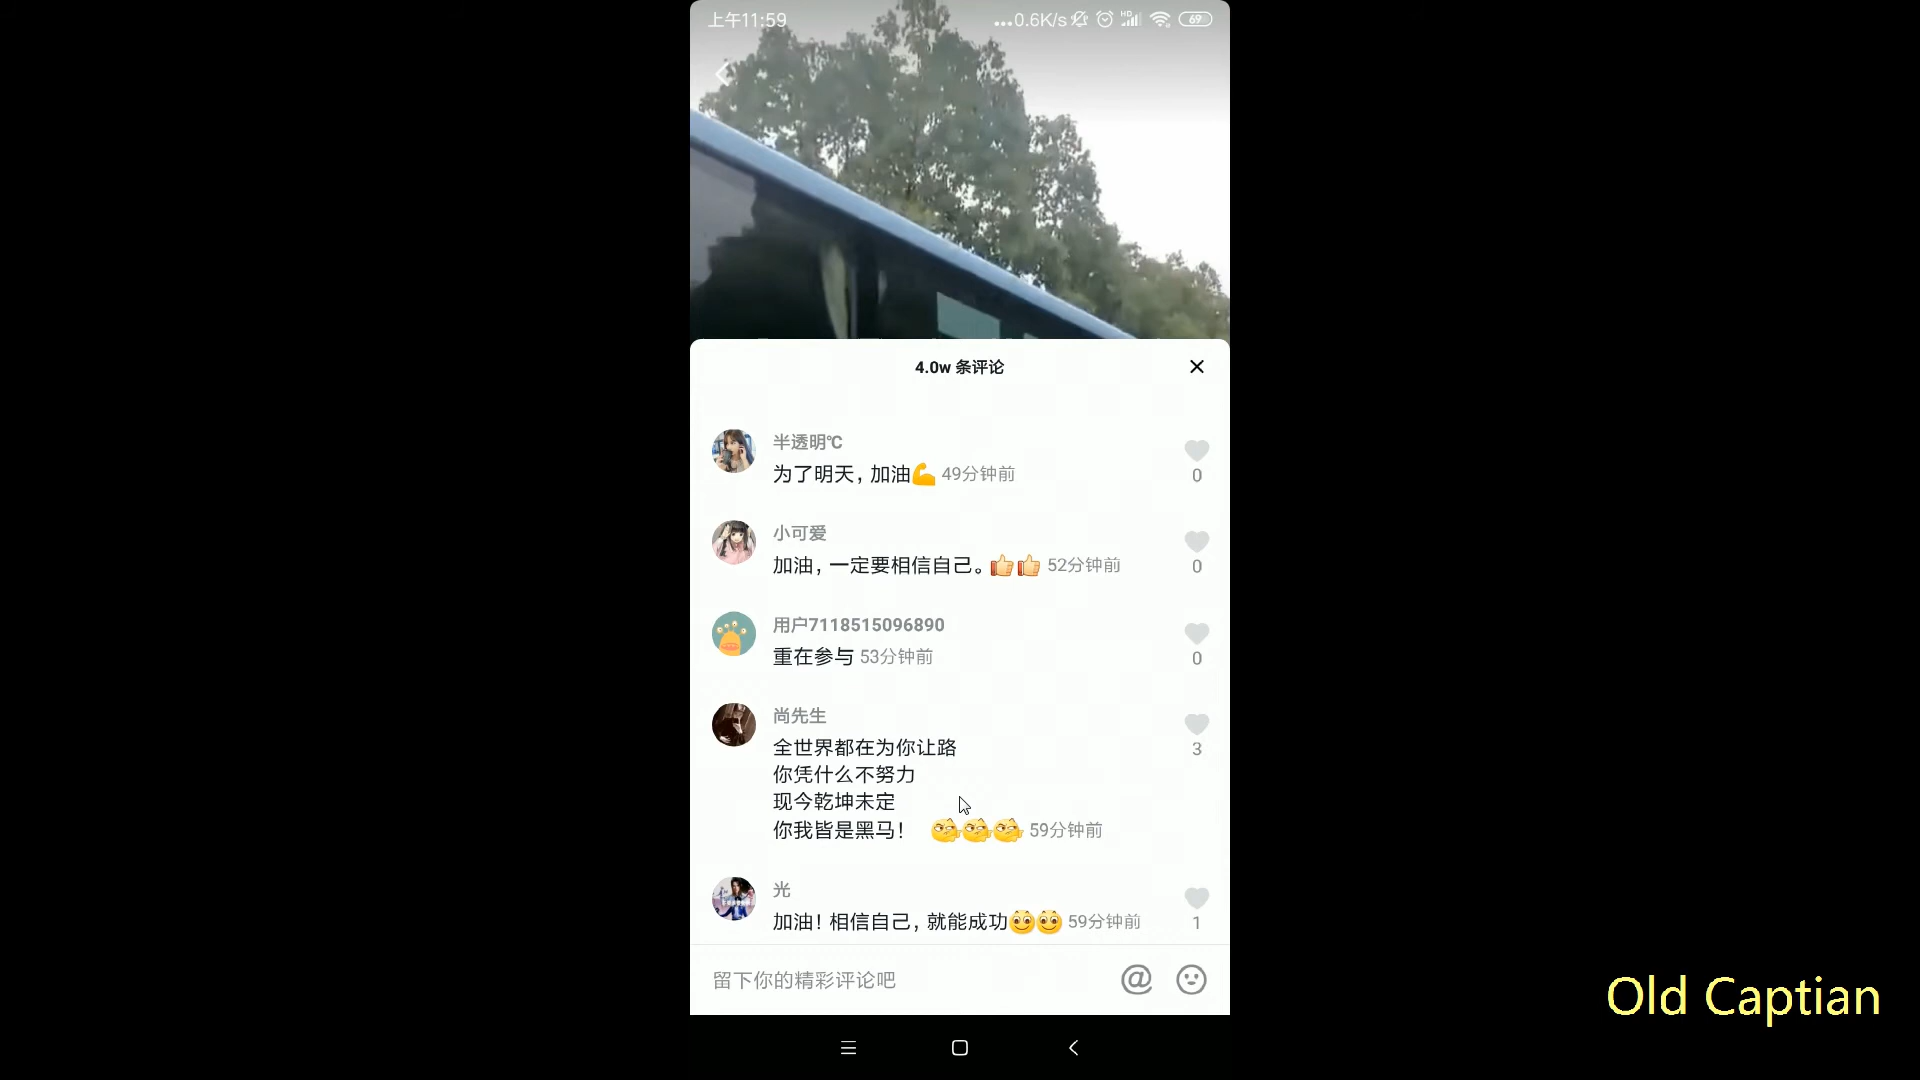 上午11:59
...0.6K/s
HD
69
4.0w 条评论
半透明℃
为了明天，加油💪 49分钟前
0
小可爱
加油，一定要相信自己。👍👍 52分钟前
0
用户7118515096890
重在参与 53分钟前
0
尚先生
全世界都在为你让路
你凭什么不努力
现今乾坤未定
你我皆是黑马！ 59分钟前
3
光
加油！相信自己，就能成功 59分钟前
1
留下你的精彩评论吧
@
Old Captian